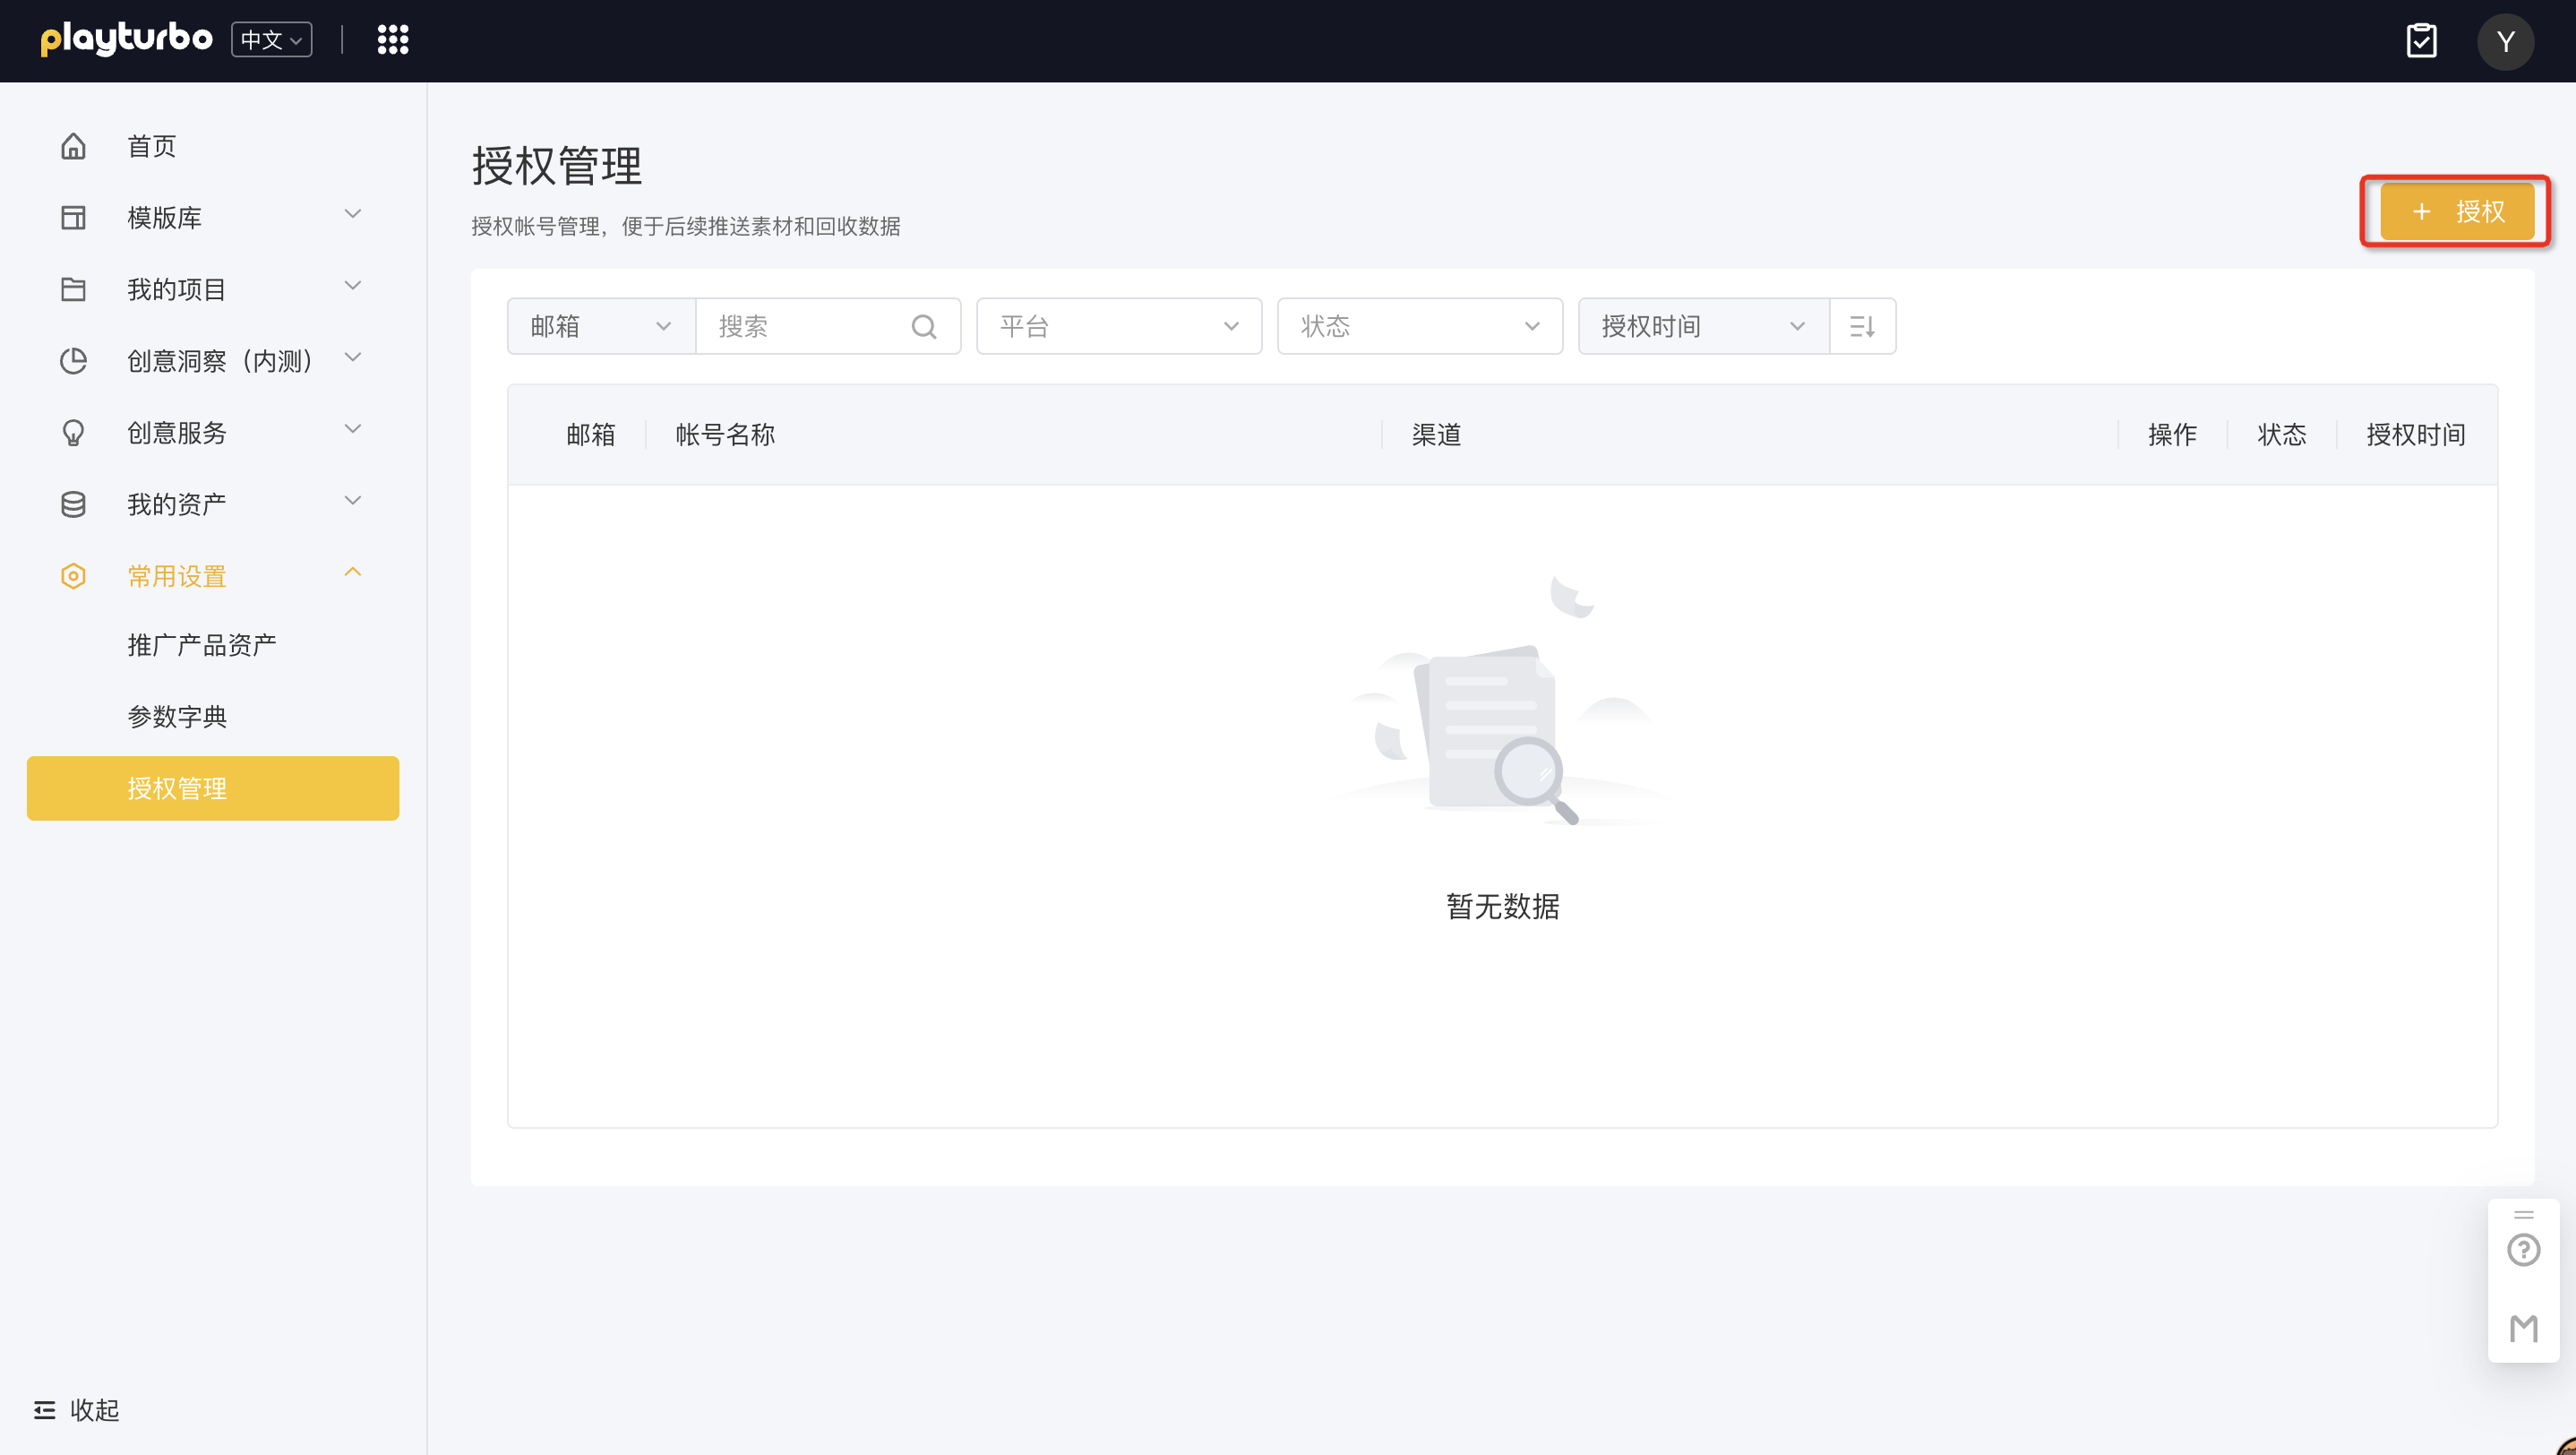 playturbo 中文
Y
首页
模版库
我的项目
创意洞察（内测）
创意服务
我的资产
常用设置
推广产品资产
参数字典
授权管理
收起
授权管理
授权帐号管理，便于后续推送素材和回收数据
+ 授权
邮箱 搜索 平台 状态 授权时间
邮箱 帐号名称 渠道 操作 状态 授权时间
暂无数据